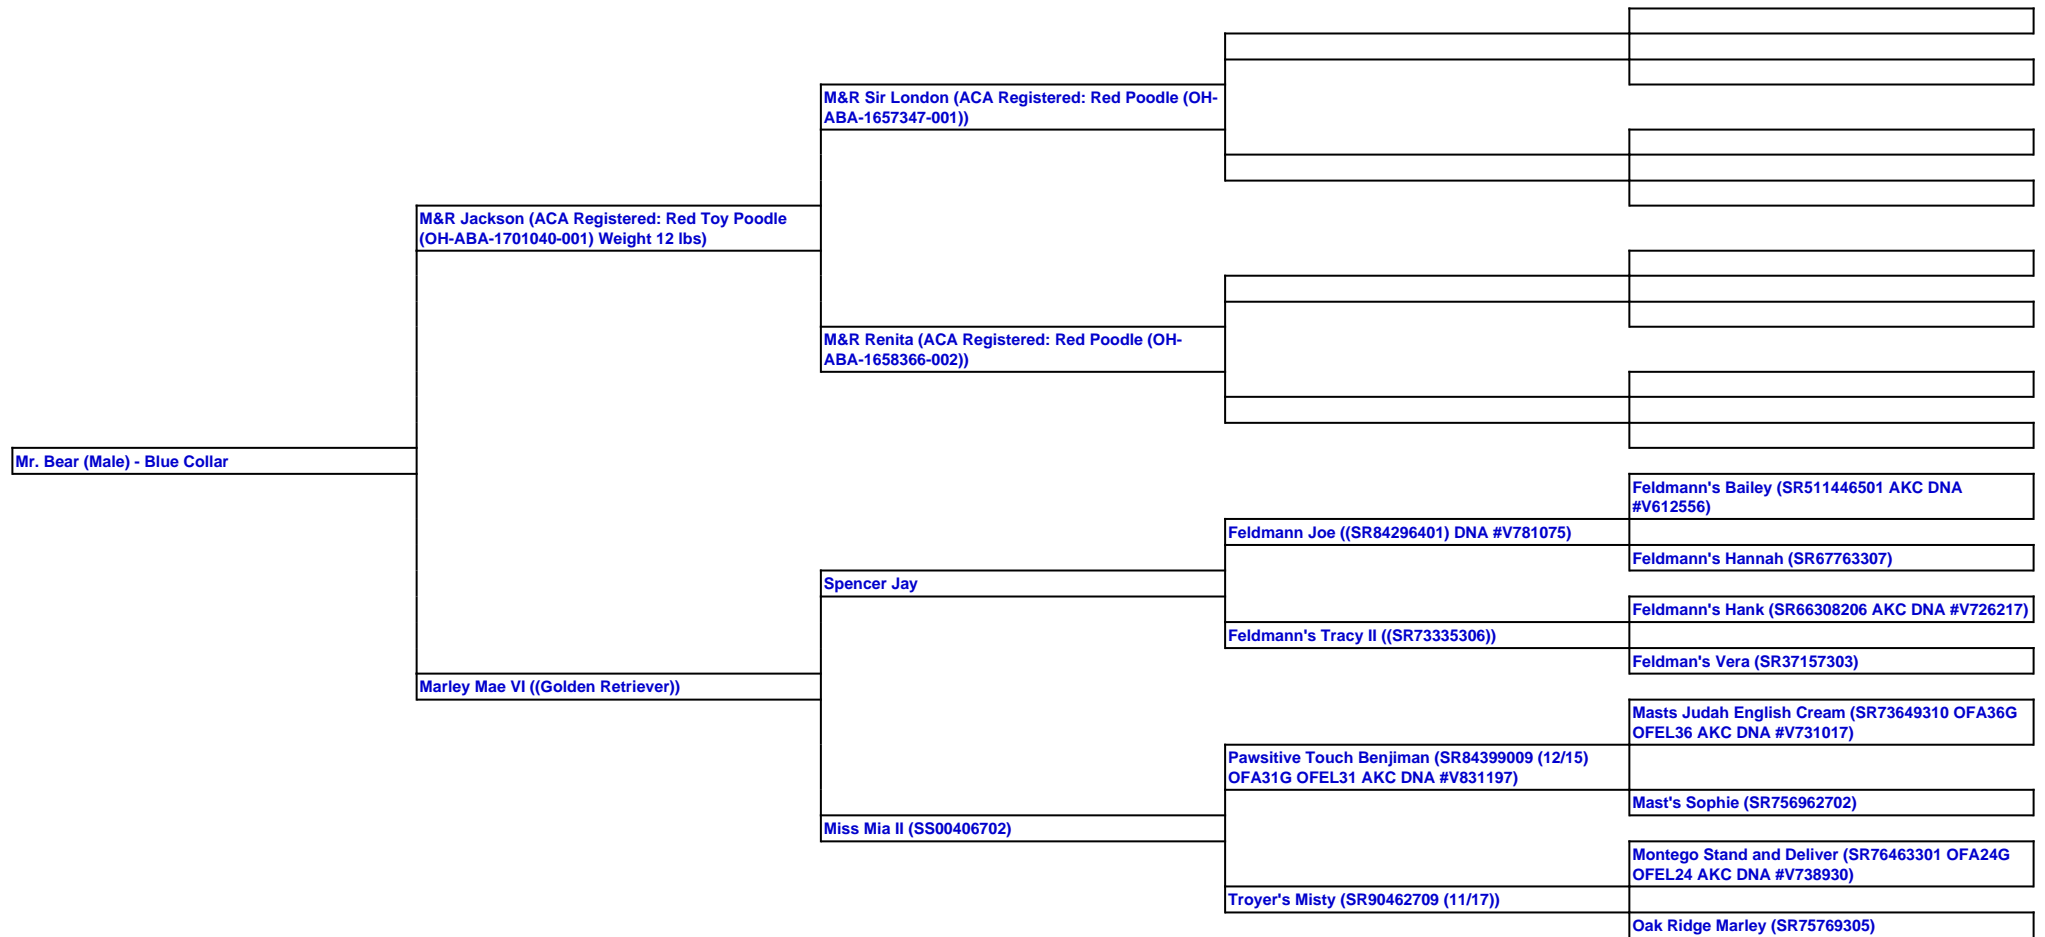 M&R Sir London (ACA Registered: Red Poodle (OH-
ABA-1657347-001))
M&R Jackson (ACA Registered: Red Toy Poodle
(OH-ABA-1701040-001) Weight 12 lbs)
M&R Renita (ACA Registered: Red Poodle (OH-
ABA-1658366-002))
Mr. Bear (Male) - Blue Collar
Feldmann's Bailey (SR511446501 AKC DNA
#V612556)
Feldmann Joe ((SR84296401) DNA #V781075)
Feldmann's Hannah (SR67763307)
Spencer Jay
Feldmann's Hank (SR66308206 AKC DNA #V726217)
Feldmann's Tracy II ((SR73335306))
Feldman's Vera (SR37157303)
Marley Mae VI ((Golden Retriever))
Masts Judah English Cream (SR73649310 OFA36G
OFEL36 AKC DNA #V731017)
Pawsitive Touch Benjiman (SR84399009 (12/15)
OFA31G OFEL31 AKC DNA #V831197)
Mast's Sophie (SR756962702)
Miss Mia II (SS00406702)
Montego Stand and Deliver (SR76463301 OFA24G
OFEL24 AKC DNA #V738930)
Troyer's Misty (SR90462709 (11/17))
Oak Ridge Marley (SR75769305)